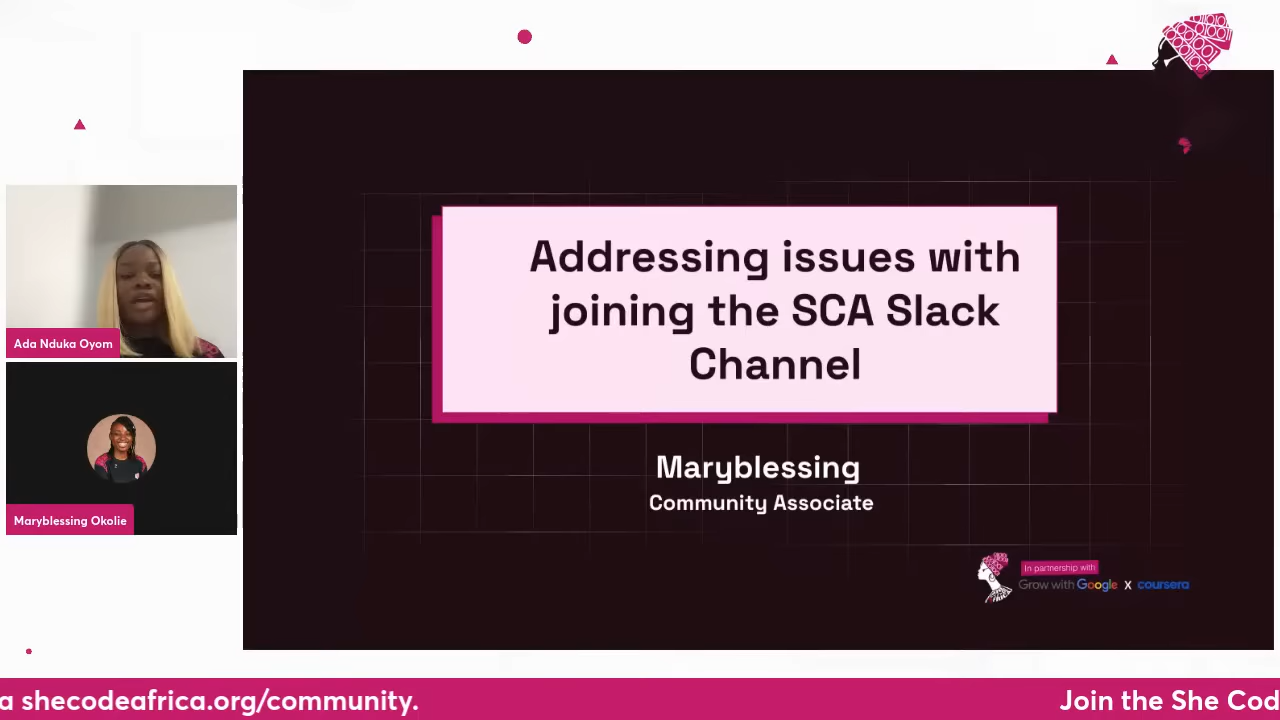 Addressing issues with
joining the SCA Slack
Channel
Maryblessing
Community Associate
In partnership with
Grow with Google X coursera
Ada Nduka Oyom
Maryblessing Okolie
a shecodeafrica.org/community.
Join the She Cod